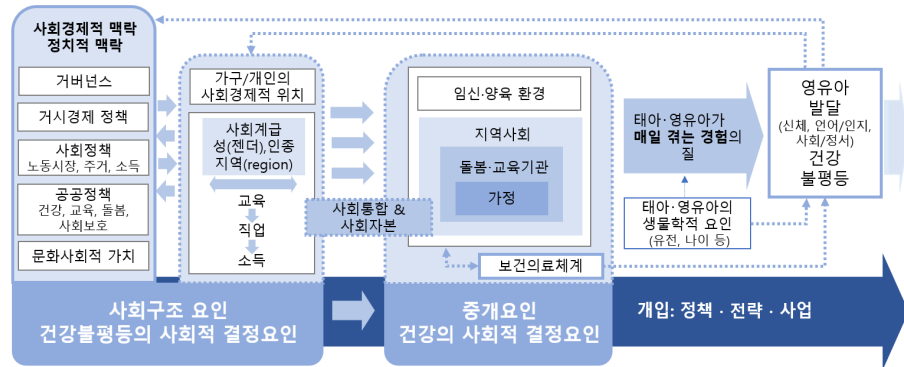 사회경제적 맥락
정치적 맥락
거버넌스
거시경제 정책
사회정책
노동시장, 주거, 소득
공공정책
건강, 교육, 돌봄,
사회보호
문화사회적 가치
가구/개인의
사회경제적 위치
사회계급
성(젠더),인종
지역(region)
교육
직업
소득
사회구조 요인
건강불평등의 사회적 결정요인
사회통합 &
사회자본
임신·양육 환경
지역사회
돌봄·교육기관
가정
보건의료체계
중개요인
건강의 사회적 결정요인
태아·영유아가
매일 겪는 경험의
질
태아·영유아의
생물학적 요인
(유전, 나이 등)
영유아
발달
(신체, 언어/인지,
사회/정서)
건강
불평등
개입: 정책 · 전략 · 사업